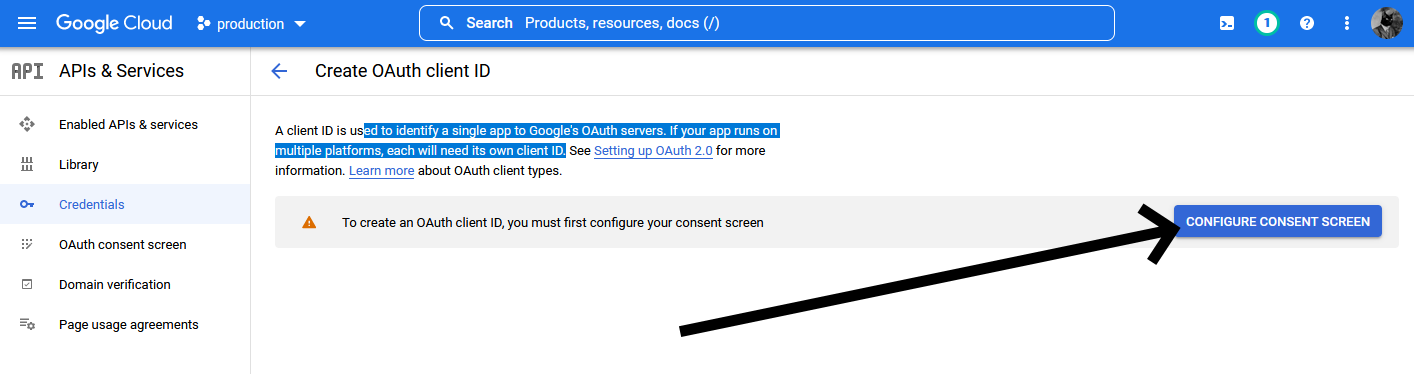 Google Cloud
production
Search Products, resources, docs (/)
1
API APIs & Services
Create OAuth client ID
Enabled APIs & services
Library
Credentials
OAuth consent screen
Domain verification
Page usage agreements
A client ID is used to identify a single app to Google's OAuth servers. If your app runs on
multiple platforms, each will need its own client ID. See Setting up OAuth 2.0 for more
information. Learn more about OAuth client types.
To create an OAuth client ID, you must first configure your consent screen
CONFIGURE CONSENT SCREEN